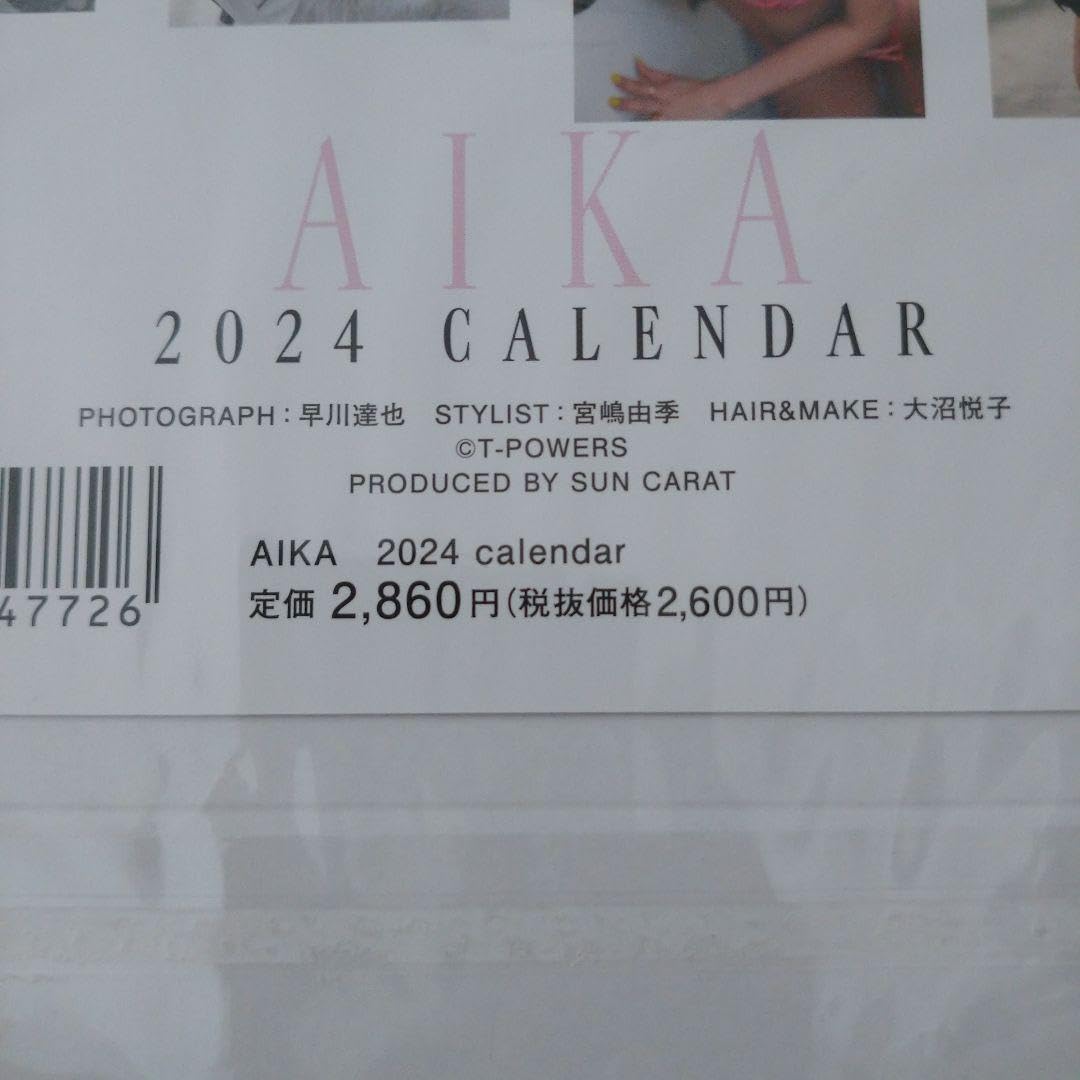 AIKA
2024 CALENDAR
PHOTOGRAPH：早川達也　STYLIST：宮嶋由季　HAIR&MAKE：大沼悦子
©T-POWERS
PRODUCED BY SUN CARAT
47726
AIKA　2024 calendar
定価 2,860円（税抜価格2,600円）